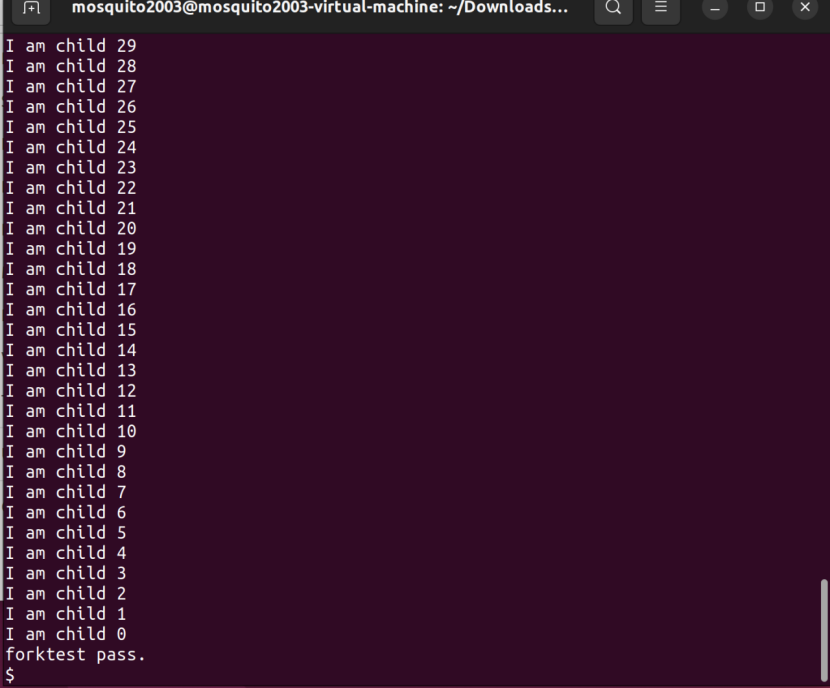 mosquito2003@mosquito2003-virtual-machine: ~/Downloads...
I am child 29
I am child 28
I am child 27
I am child 26
I am child 25
I am child 24
I am child 23
I am child 22
I am child 21
I am child 20
I am child 19
I am child 18
I am child 17
I am child 16
I am child 15
I am child 14
I am child 13
I am child 12
I am child 11
I am child 10
I am child 9
I am child 8
I am child 7
I am child 6
I am child 5
I am child 4
I am child 3
I am child 2
I am child 1
I am child 0
forktest pass.
$